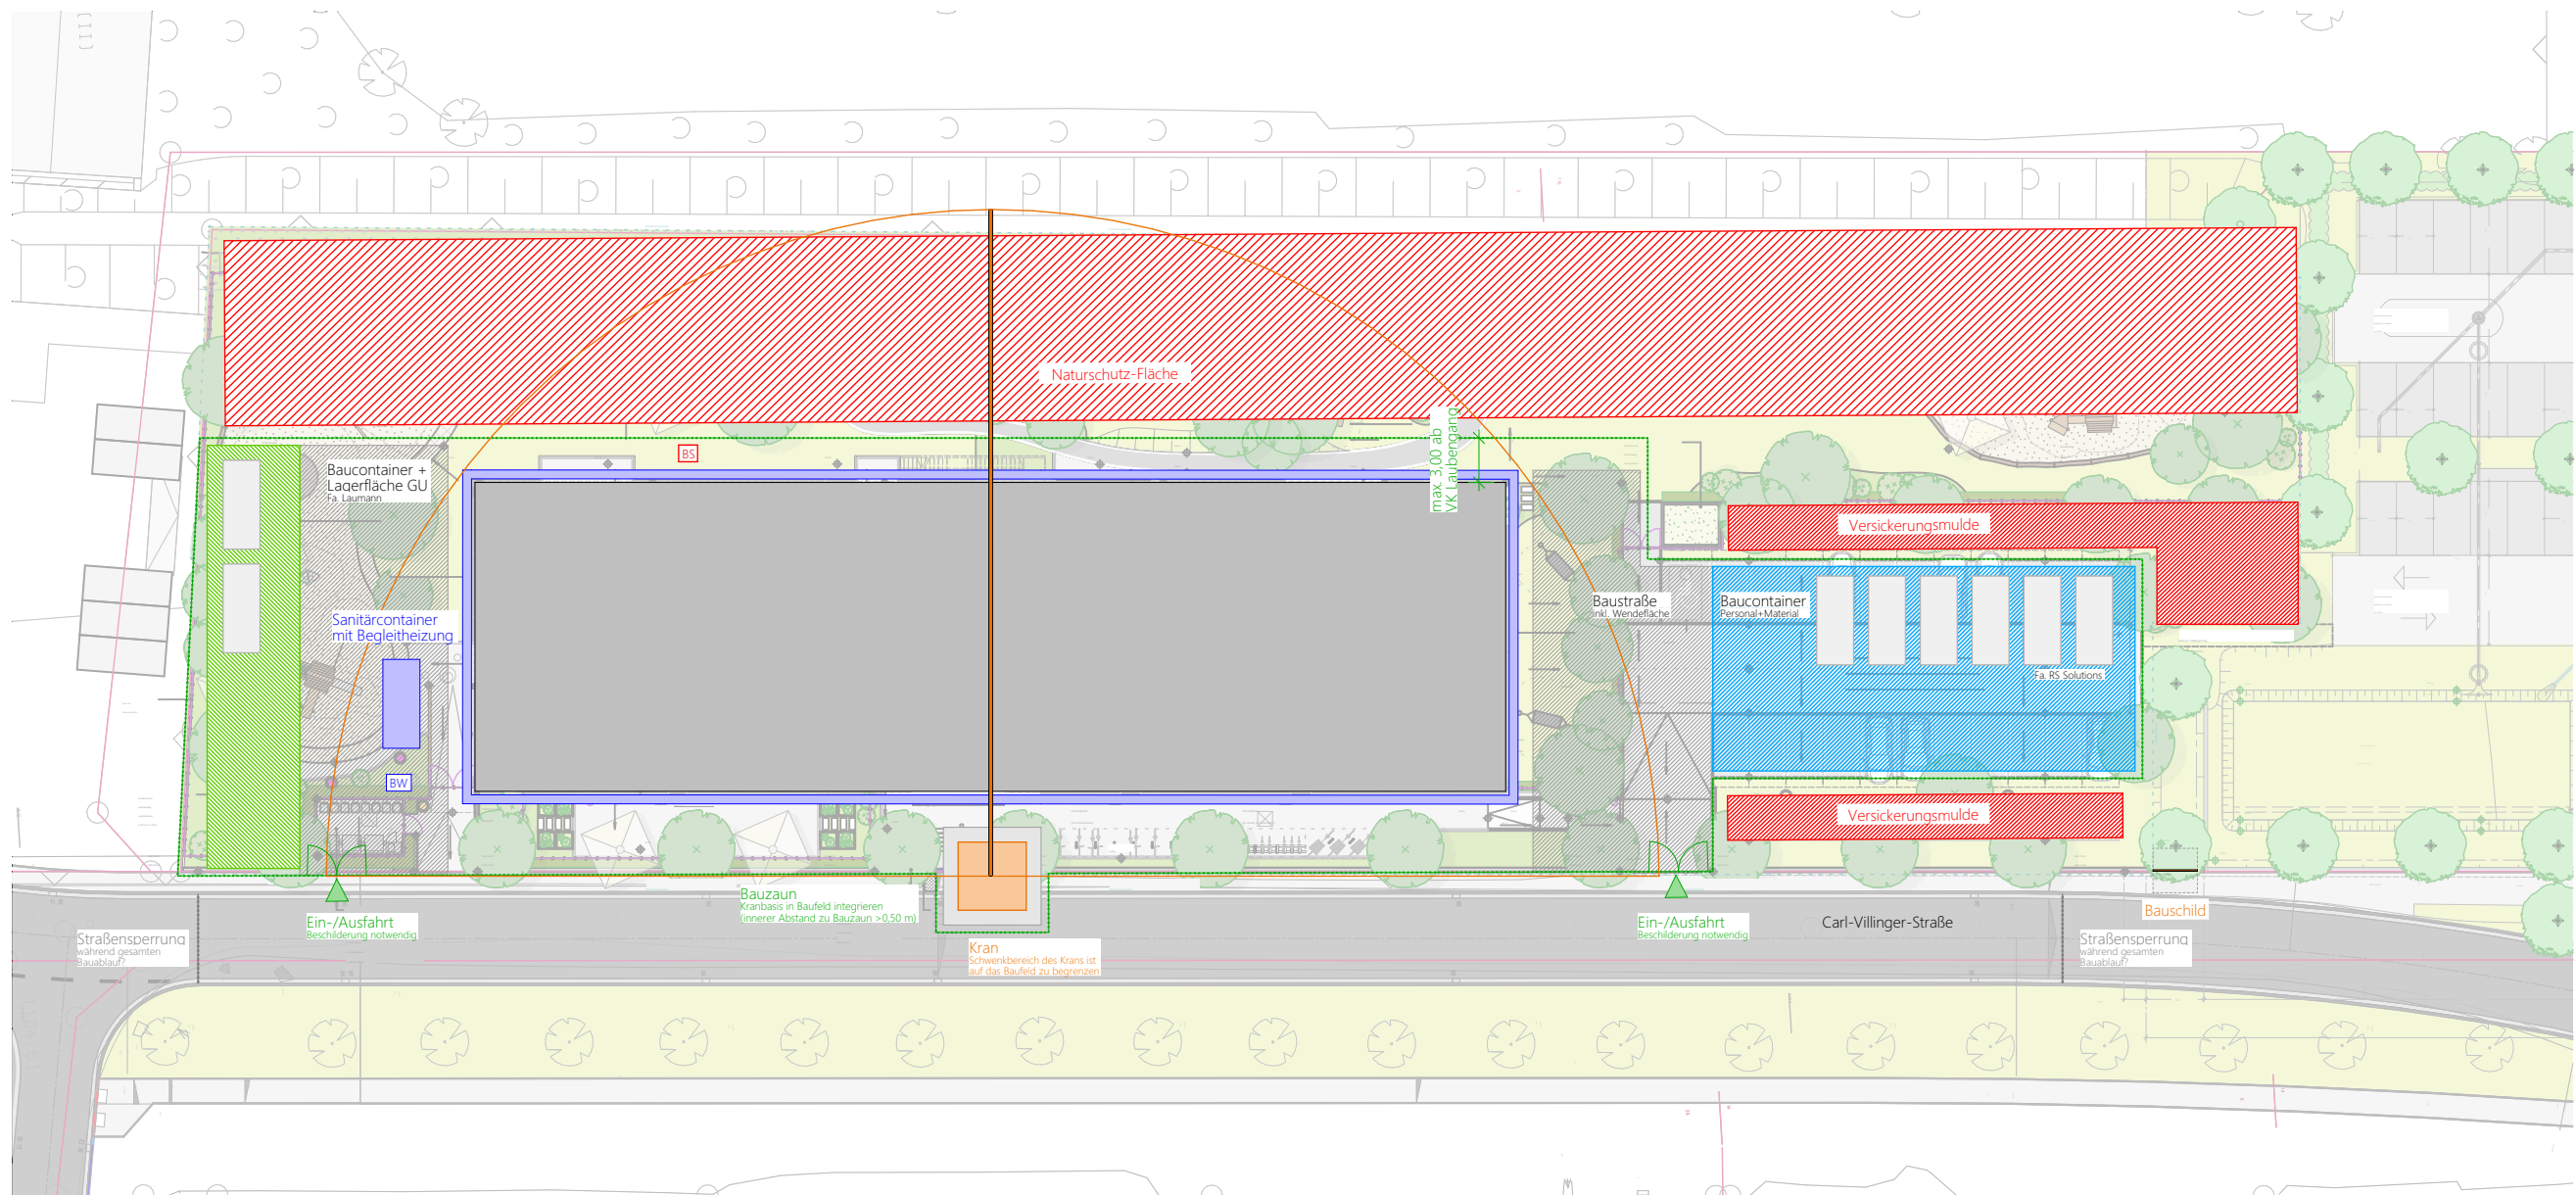 Naturschutz-Fläche
BS
max. 3,00 ab
VK Laubengang
Baucontainer +
Lagerfläche GU
Fa. Laumann
Versickerungsmulde
Sanitärcontainer
mit Begleitheizung
Baustraße
inkl. Wendefläche
Baucontainer
Personal+Material
Fa. RS Solutions
BW
Versickerungsmulde
Bauzaun
Kranbasis in Baufeld integrieren
(innerer Abstand zu Bauzaun >0,50 m)
Ein-/Ausfahrt
Beschilderung notwendig
Ein-/Ausfahrt
Beschilderung notwendig
Carl-Villinger-Straße
Bauschild
Straßensperrung
während gesamten
Bauablauf?
Kran
Schwenkbereich des Krans ist
auf das Baufeld zu begrenzen
Straßensperrung
während gesamten
Bauablauf?